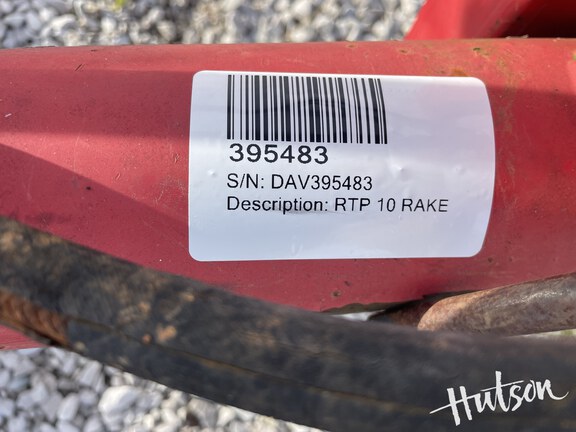 395483
S/N: DAV395483
Description: RTP 10 RAKE
Hutson